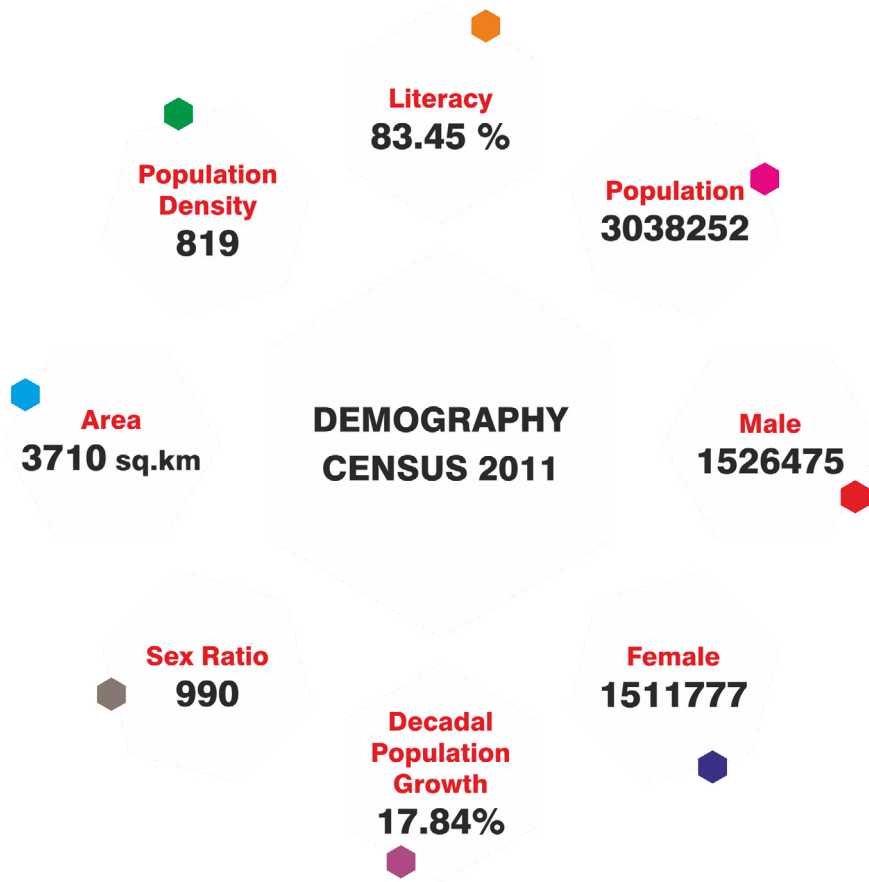 Literacy
83.45 %
Population
3038252
Male
1526475
Female
1511777
Decadal
Population
Growth
17.84%
Sex Ratio
990
Area
3710 sq.km
Population
Density
819
DEMOGRAPHY
CENSUS 2011